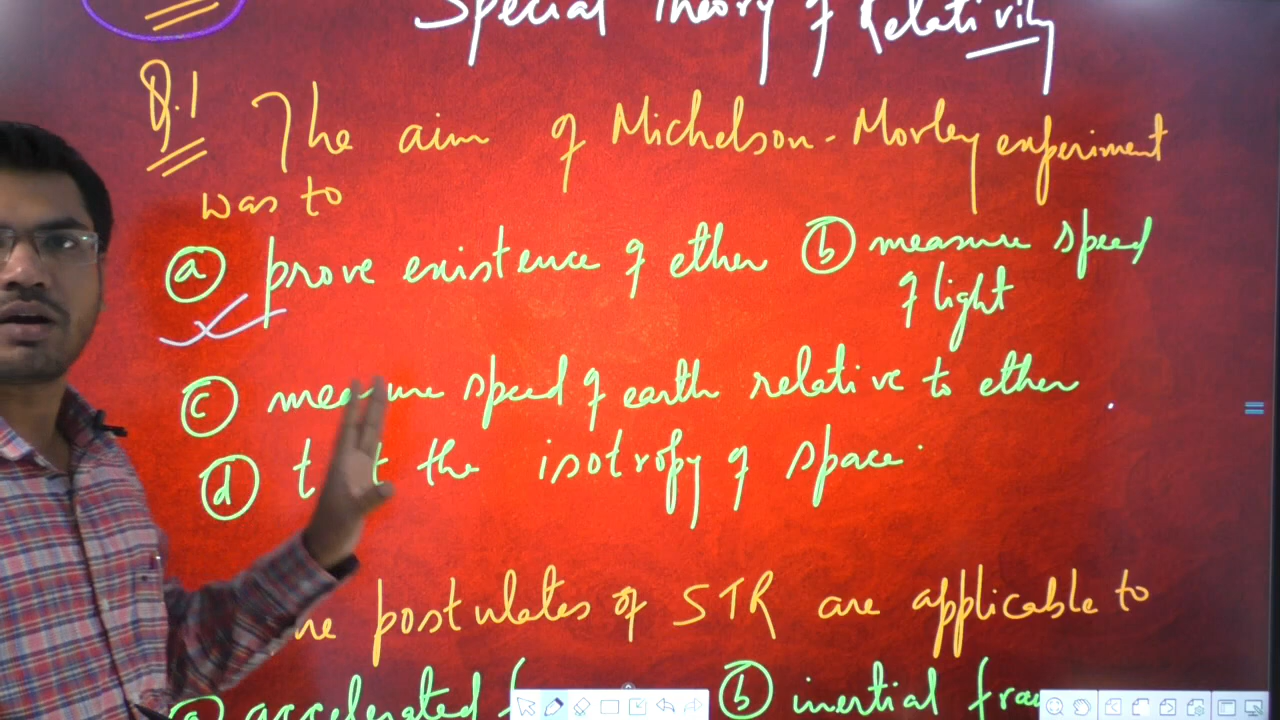 Special Theory of Relativity
Q.1 The aim of Michelson-Morley experiment
was to
(a) prove existence of ether (b) measure speed
of light
(c) measure speed of earth relative to ether
(d) the isotropy of space.
postulates of STR are applicable to
(a) accelerated (b) inertial